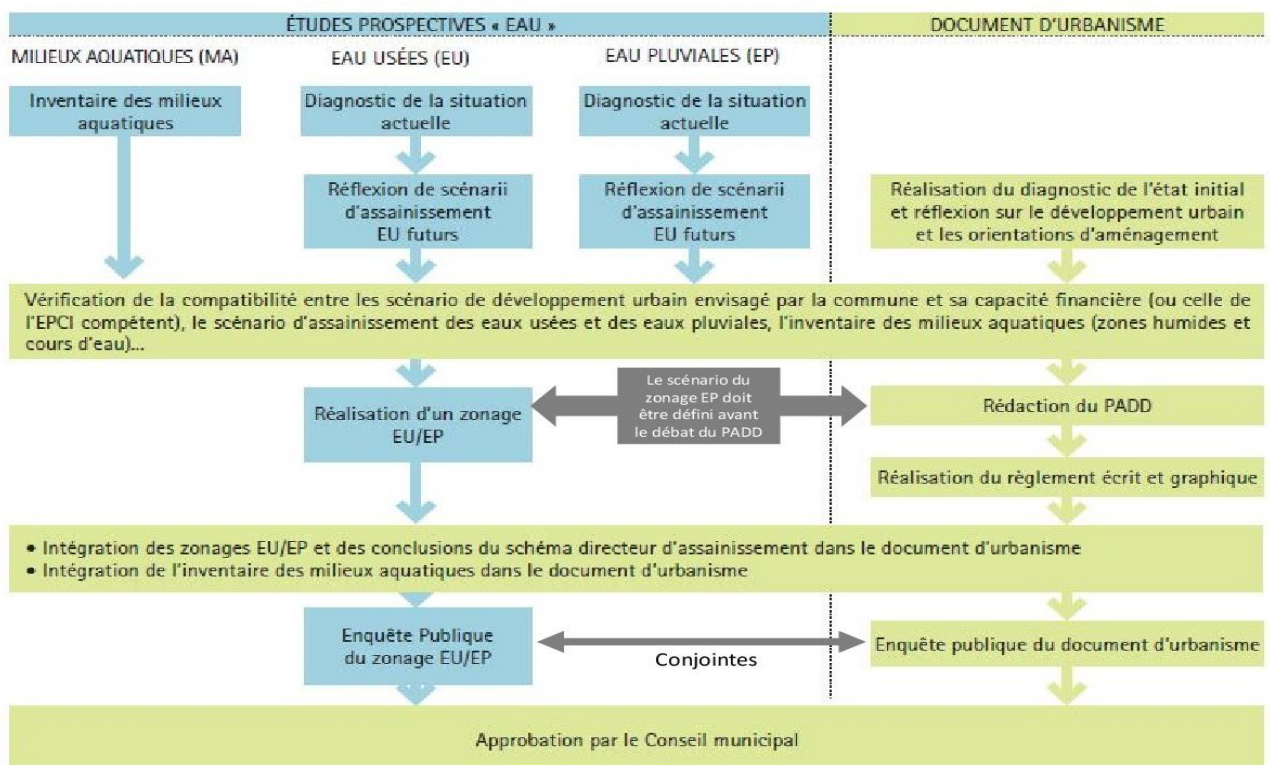 ÉTUDES PROSPECTIVES « EAU »
DOCUMENT D'URBANISME
MILIEUX AQUATIQUES (MA)
EAU USÉES (EU)
EAU PLUVIALES (EP)
Inventaire des milieux
aquatiques
Diagnostic de la situation
actuelle
Diagnostic de la situation
actuelle
Réflexion de scénarii
d'assainissement
EU futurs
Réflexion de scénarii
d'assainissement
EU futurs
Réalisation du diagnostic de l'état initial
et réflexion sur le développement urbain
et les orientations d'aménagement
Vérification de la compatibilité entre les scénario de développement urbain envisagé par la commune et sa capacité financière (ou celle de
l'EPCI compétent), le scénario d'assainissement des eaux usées et des eaux pluviales, l'inventaire des milieux aquatiques (zones humides et
cours d'eau)...
Réalisation d'un zonage
EU/EP
Le scénario du
zonage EP doit
être défini avant
le débat du PADD
Rédaction du PADD
Réalisation du règlement écrit et graphique
• Intégration des zonages EU/EP et des conclusions du schéma directeur d'assainissement dans le document d'urbanisme
• Intégration de l'inventaire des milieux aquatiques dans le document d'urbanisme
Enquête Publique
du zonage EU/EP
Conjointes
Enquête publique du document d'urbanisme
Approbation par le Conseil municipal